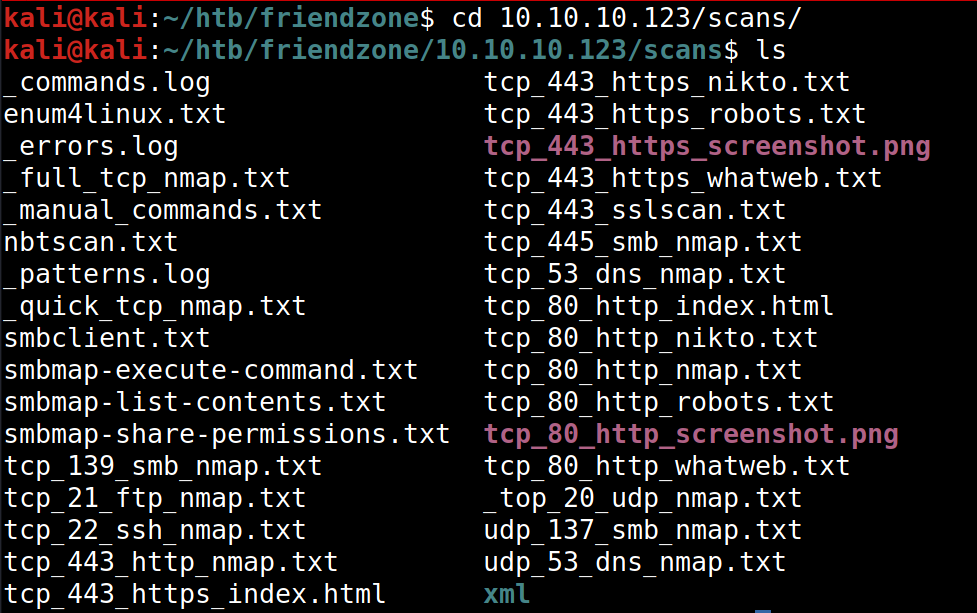 kali@kali:~/htb/friendzone$ cd 10.10.10.123/scans/
kali@kali:~/htb/friendzone/10.10.10.123/scans$ ls
_commands.log tcp_443_https_nikto.txt
enum4linux.txt tcp_443_https_robots.txt
_errors.log tcp_443_https_screenshot.png
_full_tcp_nmap.txt tcp_443_https_whatweb.txt
_manual_commands.txt tcp_443_sslscan.txt
nbtscan.txt tcp_445_smb_nmap.txt
_patterns.log tcp_53_dns_nmap.txt
_quick_tcp_nmap.txt tcp_80_http_index.html
smbclient.txt tcp_80_http_nikto.txt
smbmap-execute-command.txt tcp_80_http_nmap.txt
smbmap-list-contents.txt tcp_80_http_robots.txt
smbmap-share-permissions.txt tcp_80_http_screenshot.png
tcp_139_smb_nmap.txt tcp_80_http_whatweb.txt
tcp_21_ftp_nmap.txt _top_20_udp_nmap.txt
tcp_22_ssh_nmap.txt udp_137_smb_nmap.txt
tcp_443_http_nmap.txt udp_53_dns_nmap.txt
tcp_443_https_index.html xml